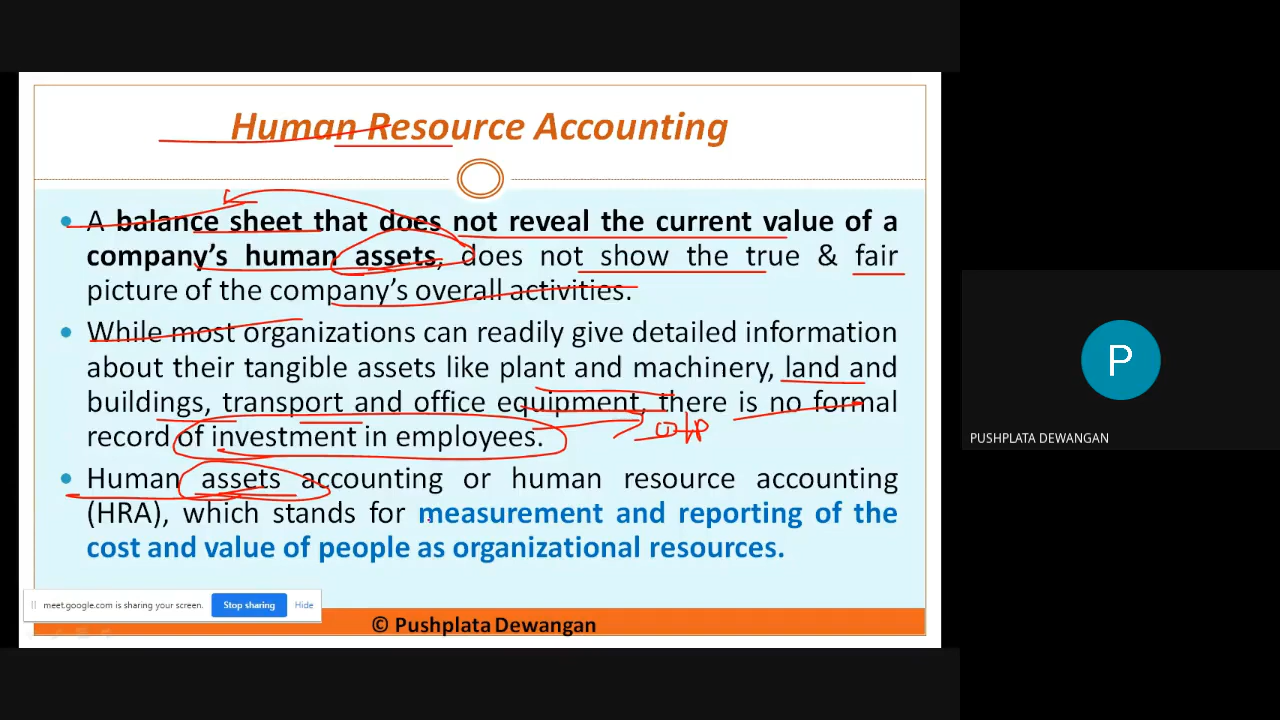 Human Resource Accounting
• A balance sheet that does not reveal the current value of a
company's human assets, does not show the true & fair
picture of the company's overall activities.
• While most organizations can readily give detailed information
about their tangible assets like plant and machinery, land and
buildings, transport and office equipment, there is no formal
record of investment in employees.
o/p
• Human assets accounting or human resource accounting
(HRA), which stands for measurement and reporting of the
cost and value of people as organizational resources.
meet.google.com is sharing your screen. Stop sharing Hide
© Pushplata Dewangan
P
PUSHPLATA DEWANGAN